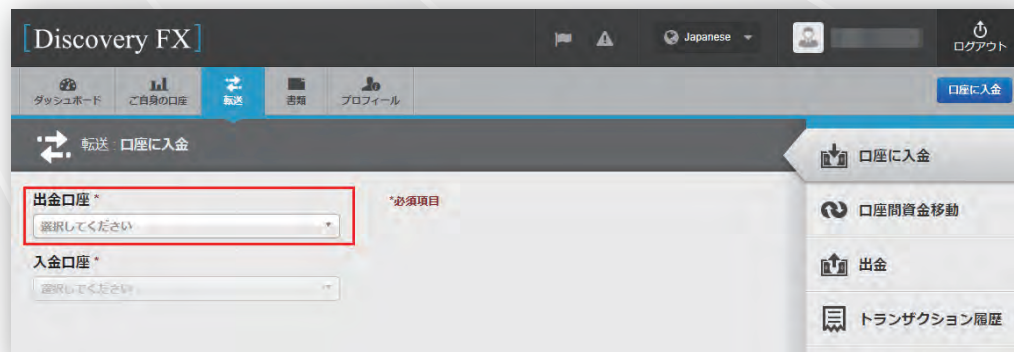 [Discovery FX]
Japanese
ログアウト
ダッシュボード
ご自身の口座
転送
書類
プロフィール
口座に入金
転送 : 口座に入金
口座に入金
出金口座 *
*必須項目
選択してください
口座間資金移動
入金口座 *
選択してください
出金
トランザクション履歴